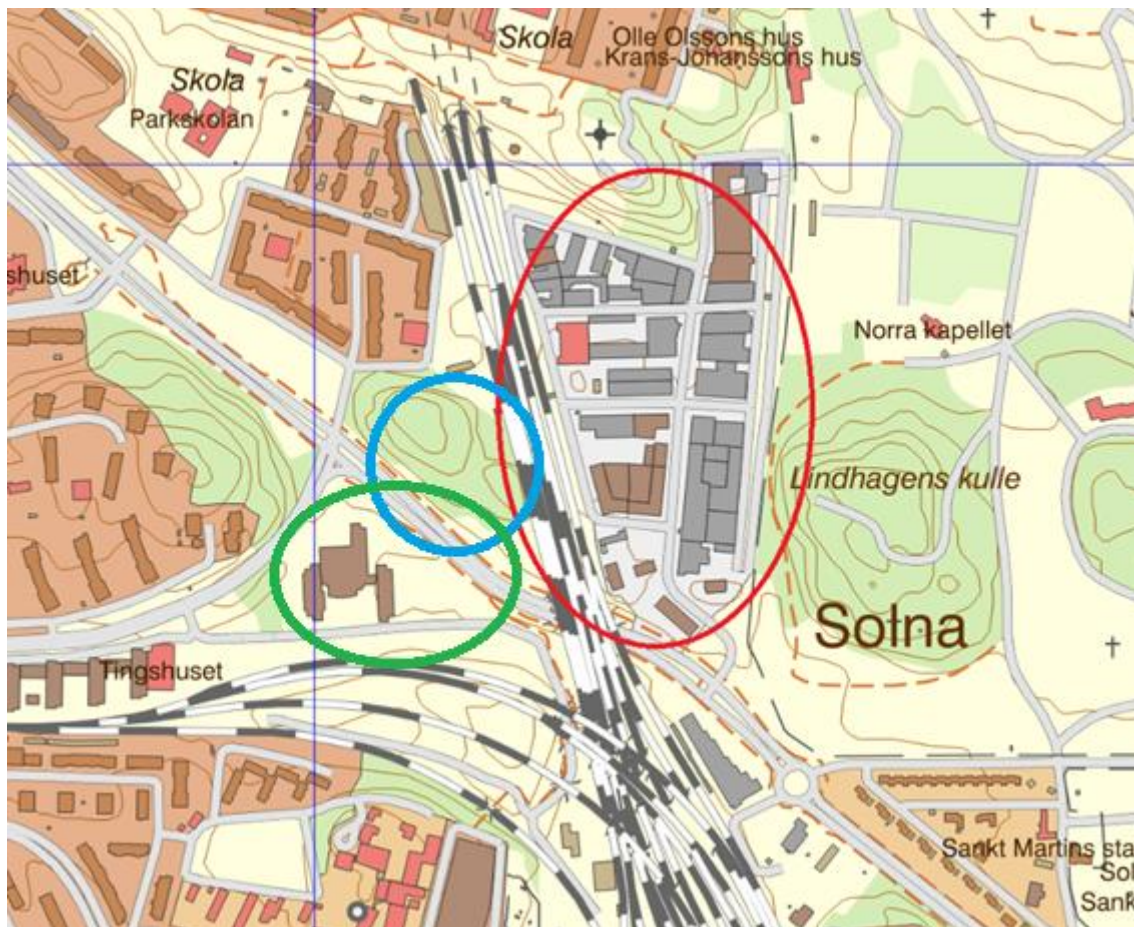 Skola
Olle Olssons hus
Krans-Johanssons hus
Skola
Parkskolan
shuset
Norra kapellet
Lindhagens kulle
Solna
Tingshuset
Sankt Martins sta
Sol
Sank